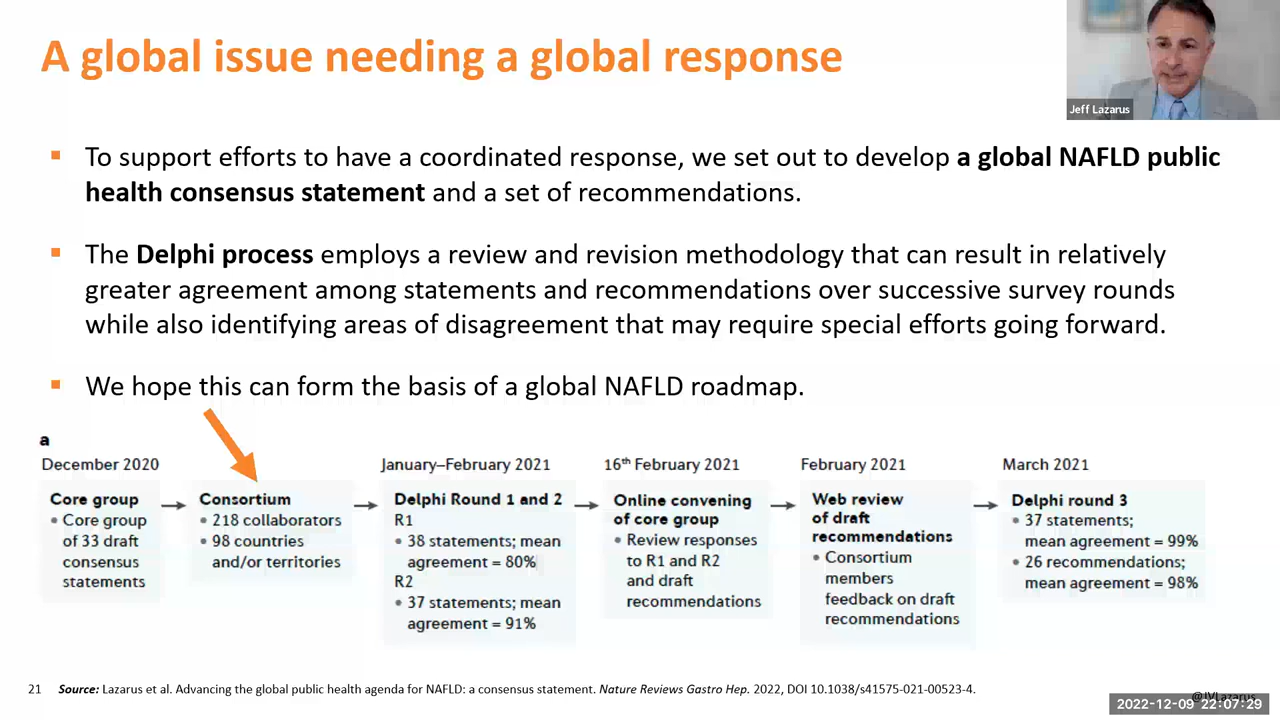 A global issue needing a global response
Jeff Lazarus
▪ To support efforts to have a coordinated response, we set out to develop a global NAFLD public
health consensus statement and a set of recommendations.
▪ The Delphi process employs a review and revision methodology that can result in relatively
greater agreement among statements and recommendations over successive survey rounds
while also identifying areas of disagreement that may require special efforts going forward.
▪ We hope this can form the basis of a global NAFLD roadmap.
a
December 2020
Core group
• Core group
of 33 draft
consensus
statements
Consortium
• 218 collaborators
• 98 countries
and/or territories
January–February 2021
Delphi Round 1 and 2
R1
• 38 statements; mean
agreement = 80%
R2
• 37 statements; mean
agreement = 91%
16th February 2021
Online convening
of core group
• Review responses
to R1 and R2
and draft
recommendations
February 2021
Web review
of draft
recommendations
• Consortium
members
feedback on draft
recommendations
March 2021
Delphi round 3
• 37 statements;
mean agreement = 99%
• 26 recommendations;
mean agreement = 98%
21 Source: Lazarus et al. Advancing the global public health agenda for NAFLD: a consensus statement. Nature Reviews Gastro Hep. 2022, DOI 10.1038/s41575-021-00523-4.
@JVLazarus
2022-12-09 22:07:29